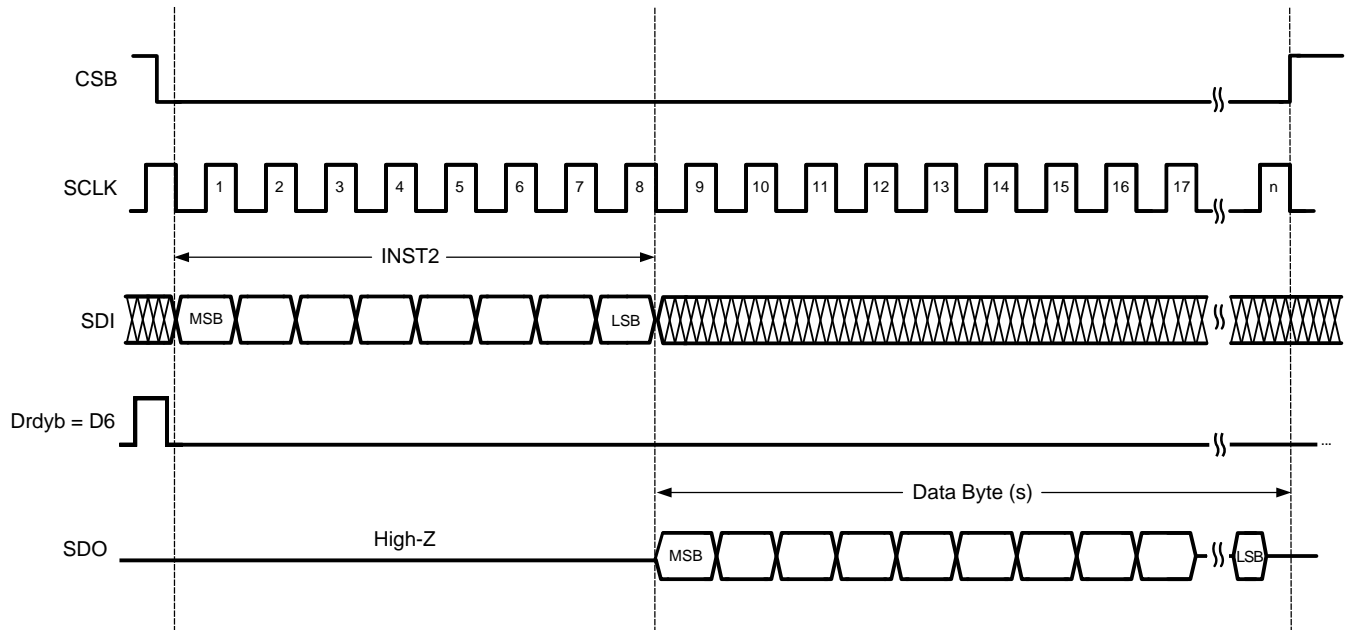 CSB
SCLK
1 2 3 4 5 6 7 8 9 10 11 12 13 14 15 16 17 n
INST2
SDI
MSB
LSB
Drdyb = D6
...
Data Byte (s)
SDO
High-Z
MSB
LSB